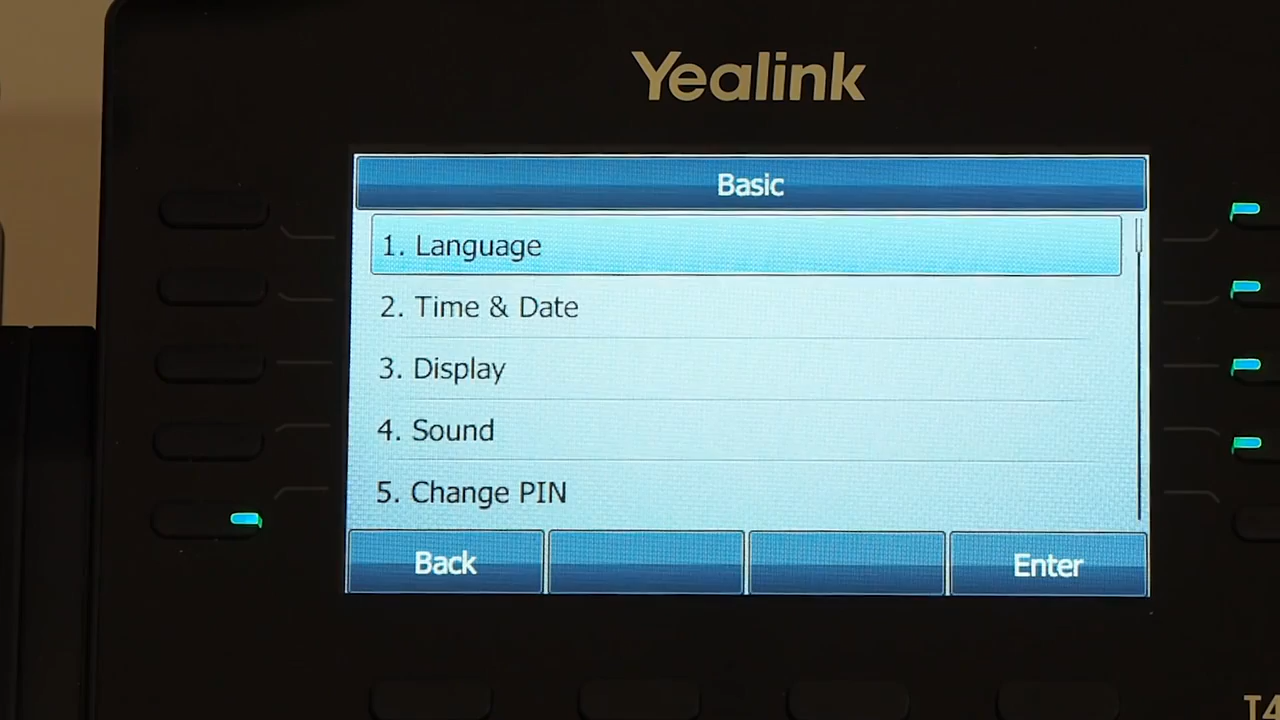 Yealink
Basic
1. Language
2. Time & Date
3. Display
4. Sound
5. Change PIN
Back
Enter